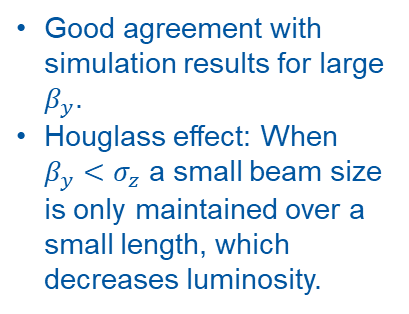 • Good agreement with
simulation results for large
βy.
• Houglass effect: When
βy < σz a small beam size
is only maintained over a
small length, which
decreases luminosity.